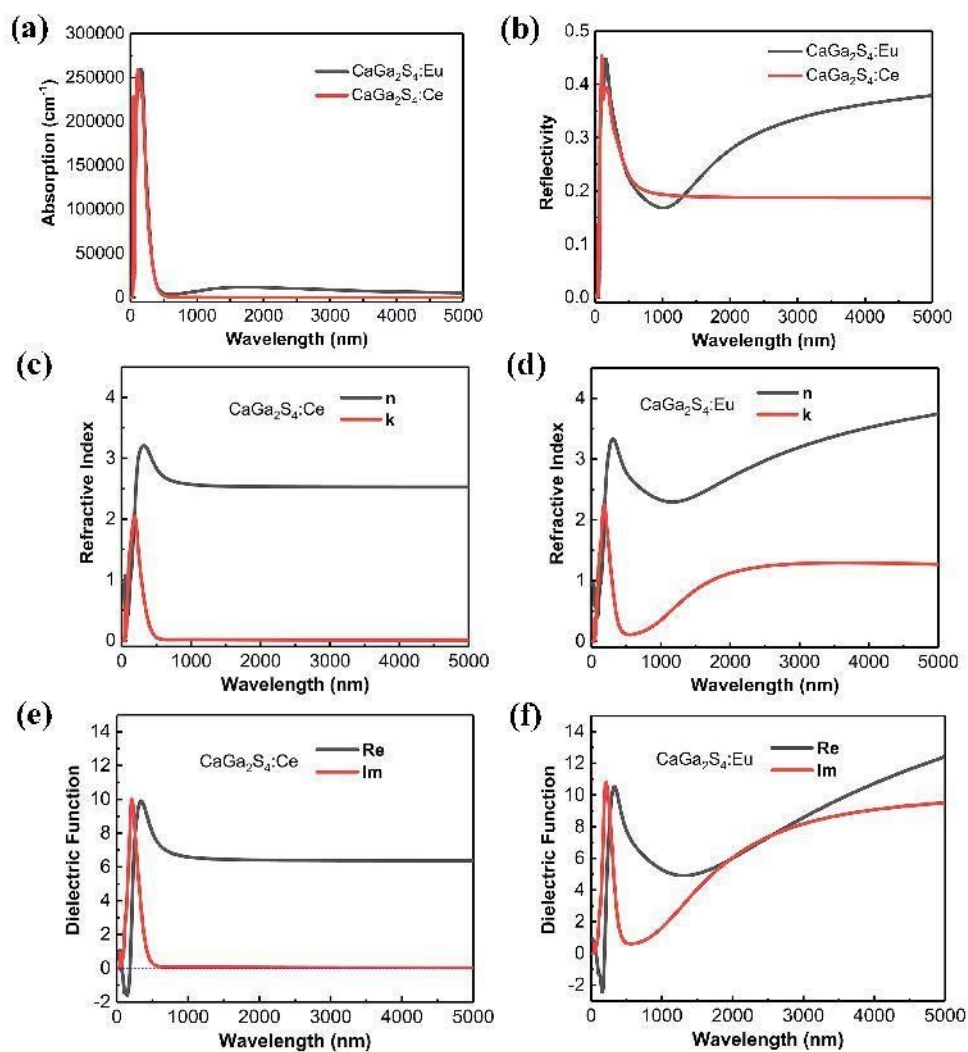 (a)
300000
250000
200000
150000
100000
50000
0
Absorption (cm⁻¹)
CaGa₂S₄:Eu
CaGa₂S₄:Ce
0 1000 2000 3000 4000 5000
Wavelength (nm)
(b)
0.5
0.4
0.3
0.2
0.1
0.0
Reflectivity
CaGa₂S₄:Eu
CaGa₂S₄:Ce
0 1000 2000 3000 4000 5000
Wavelength (nm)
(c)
4
3
2
1
0
Refractive Index
CaGa₂S₄:Ce
n
k
0 1000 2000 3000 4000 5000
Wavelength (nm)
(d)
4
3
2
1
0
Refractive Index
CaGa₂S₄:Eu
n
k
0 1000 2000 3000 4000 5000
Wavelength (nm)
(e)
14
12
10
8
6
4
2
0
-2
Dielectric Function
CaGa₂S₄:Ce
Re
Im
0 1000 2000 3000 4000 5000
Wavelength (nm)
(f)
14
12
10
8
6
4
2
0
-2
Dielectric Function
CaGa₂S₄:Eu
Re
Im
0 1000 2000 3000 4000 5000
Wavelength (nm)